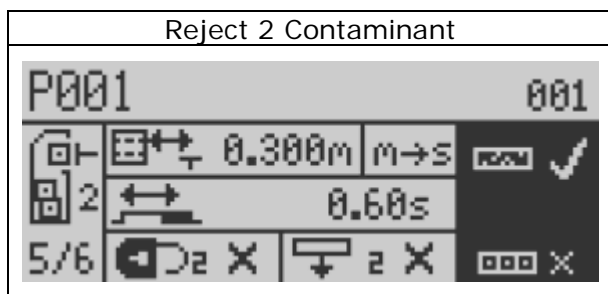 Reject 2 Contaminant
P001 001
0.300m m→s
2 0.60s
5/6 2 2